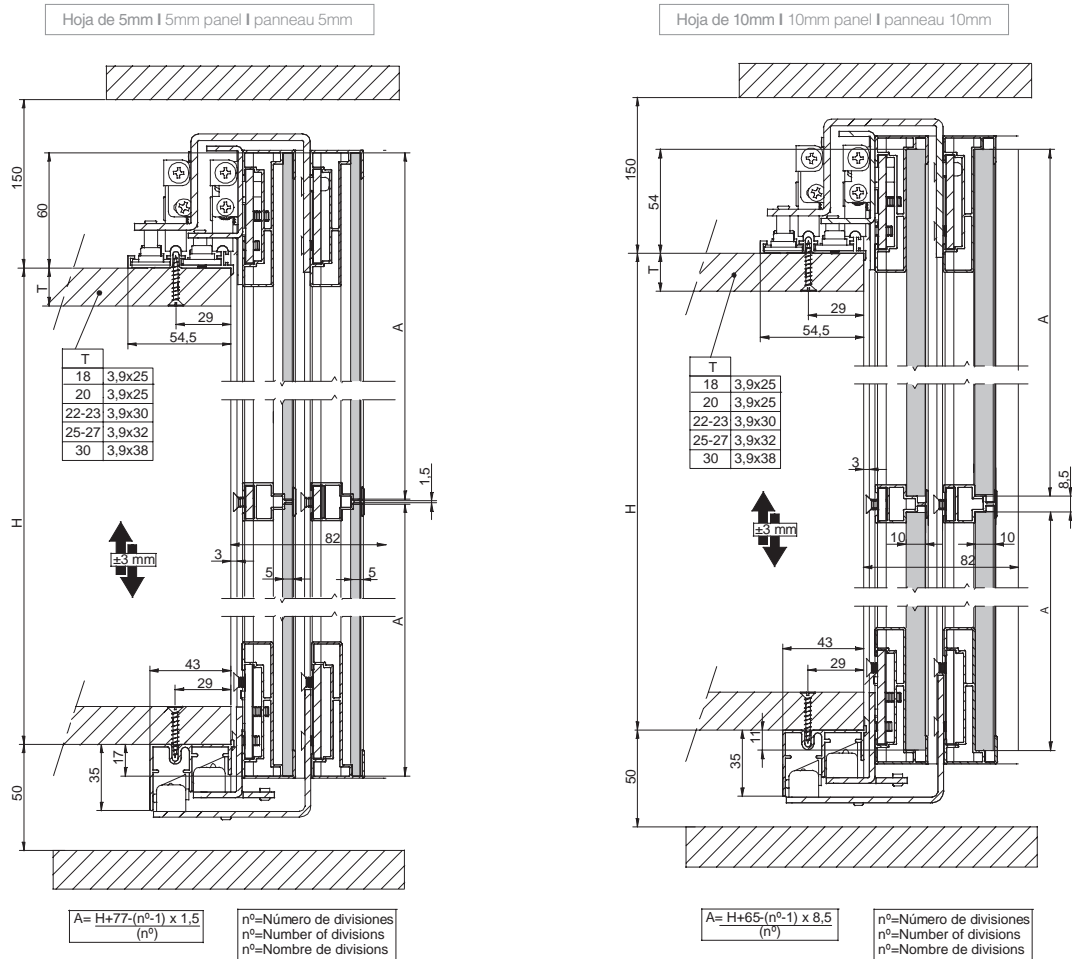 Hoja de 5mm I 5mm panel I panneau 5mm
150
60
T
29
54,5
A
T
18 3,9x25
20 3,9x25
22-23 3,9x30
25-27 3,9x32
30 3,9x38
1,5
H
82
±3 mm
3
5
5
A
43
29
17
35
50
A= H+77-(nº-1) x 1,5
(nº)
nº=Número de divisiones
nº=Number of divisions
nº=Nombre de divisions
Hoja de 10mm I 10mm panel I panneau 10mm
150
54
T
29
54,5
A
T
18 3,9x25
20 3,9x25
22-23 3,9x30
25-27 3,9x32
30 3,9x38
3
8,5
H
±3 mm
10
10
82
A
43
29
11
35
50
A= H+65-(nº-1) x 8,5
(nº)
nº=Número de divisiones
nº=Number of divisions
nº=Nombre de divisions